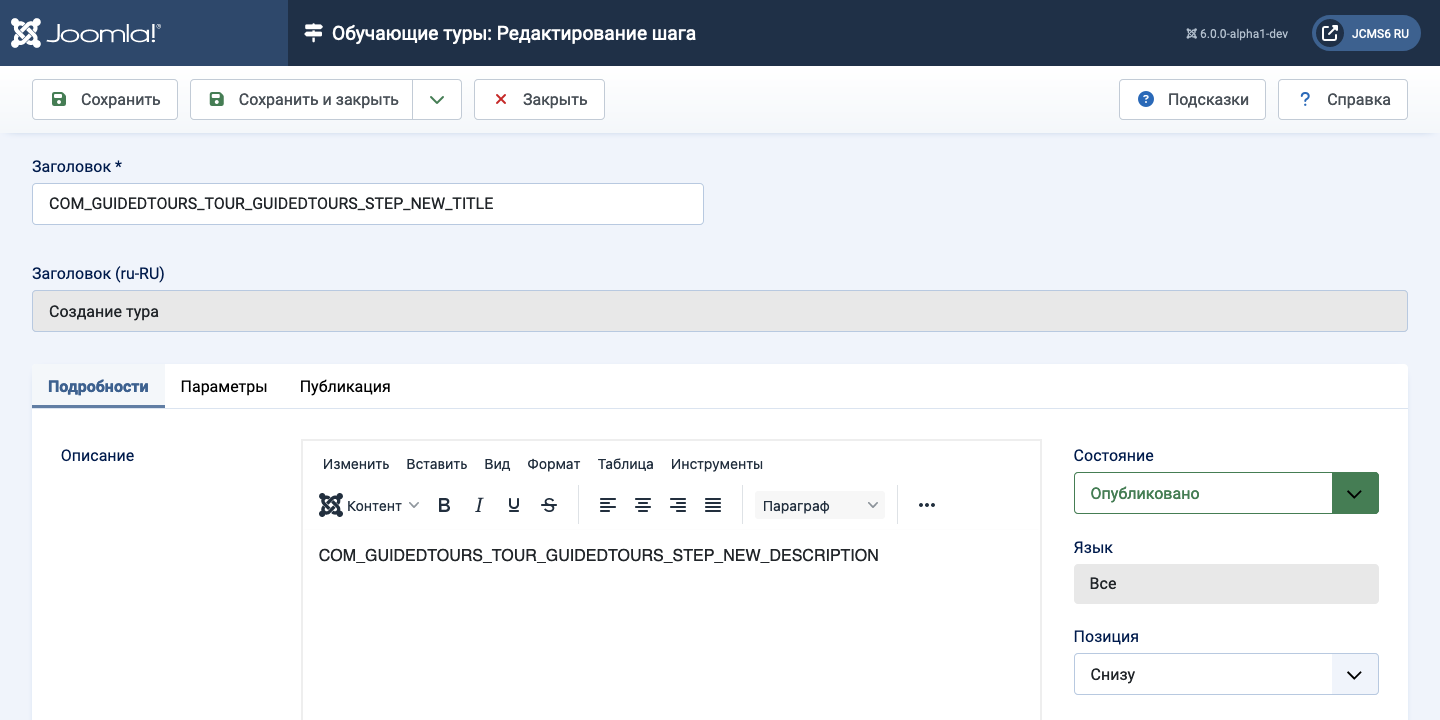 Joomla!® Обучающие туры: Редактирование шага 6.0.0-alpha1-dev JCMS6 RU
Сохранить Сохранить и закрыть Закрыть Подсказки Справка
Заголовок *
COM_GUIDEDTOURS_TOUR_GUIDEDTOURS_STEP_NEW_TITLE
Заголовок (ru-RU)
Создание тура
Подробности Параметры Публикация
Описание
Изменить Вставить Вид Формат Таблица Инструменты
Контент B I U S Параграф
COM_GUIDEDTOURS_TOUR_GUIDEDTOURS_STEP_NEW_DESCRIPTION
Состояние
Опубликовано
Язык
Все
Позиция
Снизу